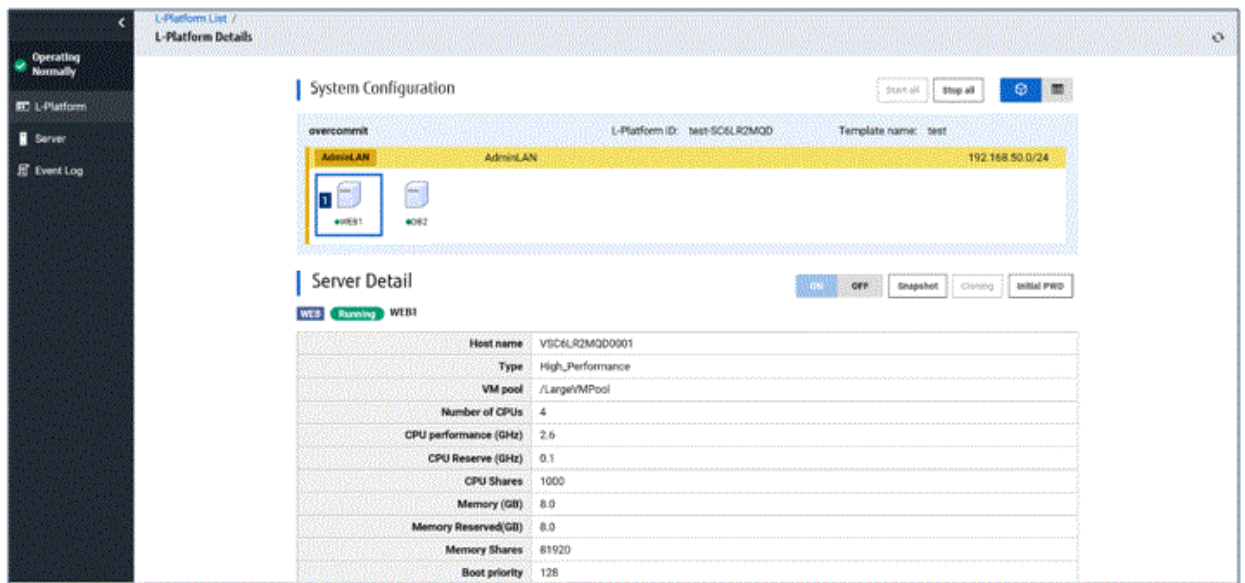 L-Platform List /
L-Platform Details
Operating
Normally
L-Platform
Server
Event Log
System Configuration
Start all
Stop all
overcommit
L-Platform ID: test-SC6LR2MQD
Template name: test
AdminLAN
AdminLAN
192.168.50.0/24
1
WEB1
DB2
Server Detail
ON
OFF
Snapshot
Cloning
Initial PWD
WEB
Running
WEB1
Host name VSC6LR2MQD0001
Type High_Performance
VM pool /LargeVMPool
Number of CPUs 4
CPU performance (GHz) 2.6
CPU Reserve (GHz) 0.1
CPU Shares 1000
Memory (GB) 8.0
Memory Reserved(GB) 8.0
Memory Shares 81920
Boot priority 128